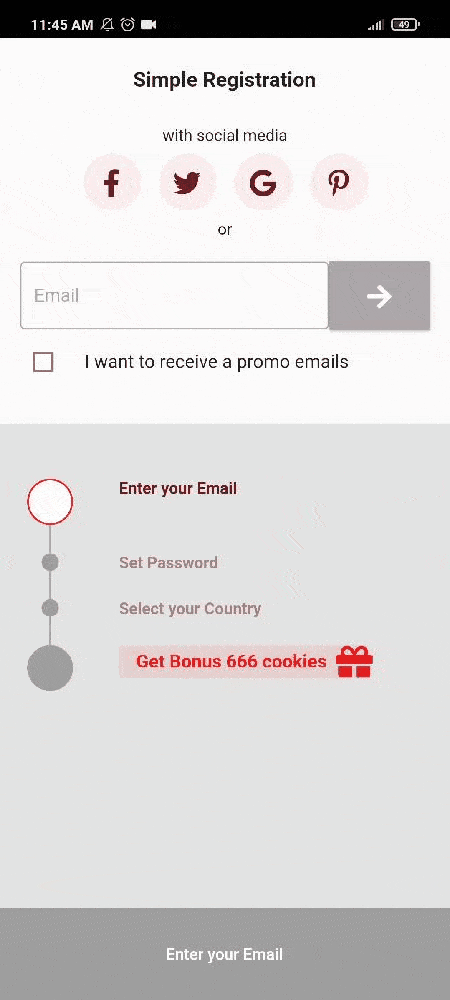 11:45 AM 49
Simple Registration
with social media
or
Email
I want to receive a promo emails
Enter your Email
Set Password
Select your Country
Get Bonus 666 cookies
Enter your Email